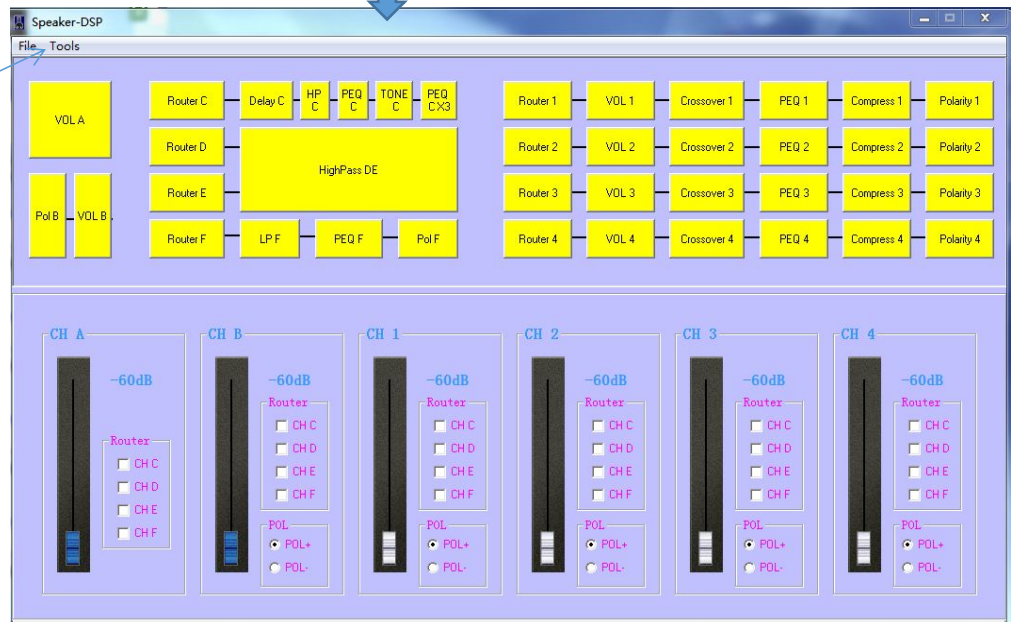 Speaker-DSP
File Tools
VOL A
Pol B VOL B
Router C Delay C HP C PEQ C TONE C PEQ CX3
Router D
HighPass DE
Router E
Router F LP F PEQ F Pol F
Router 1 VOL 1 Crossover 1 PEQ 1 Compress 1 Polarity 1
Router 2 VOL 2 Crossover 2 PEQ 2 Compress 2 Polarity 2
Router 3 VOL 3 Crossover 3 PEQ 3 Compress 3 Polarity 3
Router 4 VOL 4 Crossover 4 PEQ 4 Compress 4 Polarity 4
CH A
-60dB
Router
CH C
CH D
CH E
CH F
CH B
-60dB
Router
CH C
CH D
CH E
CH F
POL
POL+
POL-
CH 1
-60dB
Router
CH C
CH D
CH E
CH F
POL
POL+
POL-
CH 2
-60dB
Router
CH C
CH D
CH E
CH F
POL
POL+
POL-
CH 3
-60dB
Router
CH C
CH D
CH E
CH F
POL
POL+
POL-
CH 4
-60dB
Router
CH C
CH D
CH E
CH F
POL
POL+
POL-